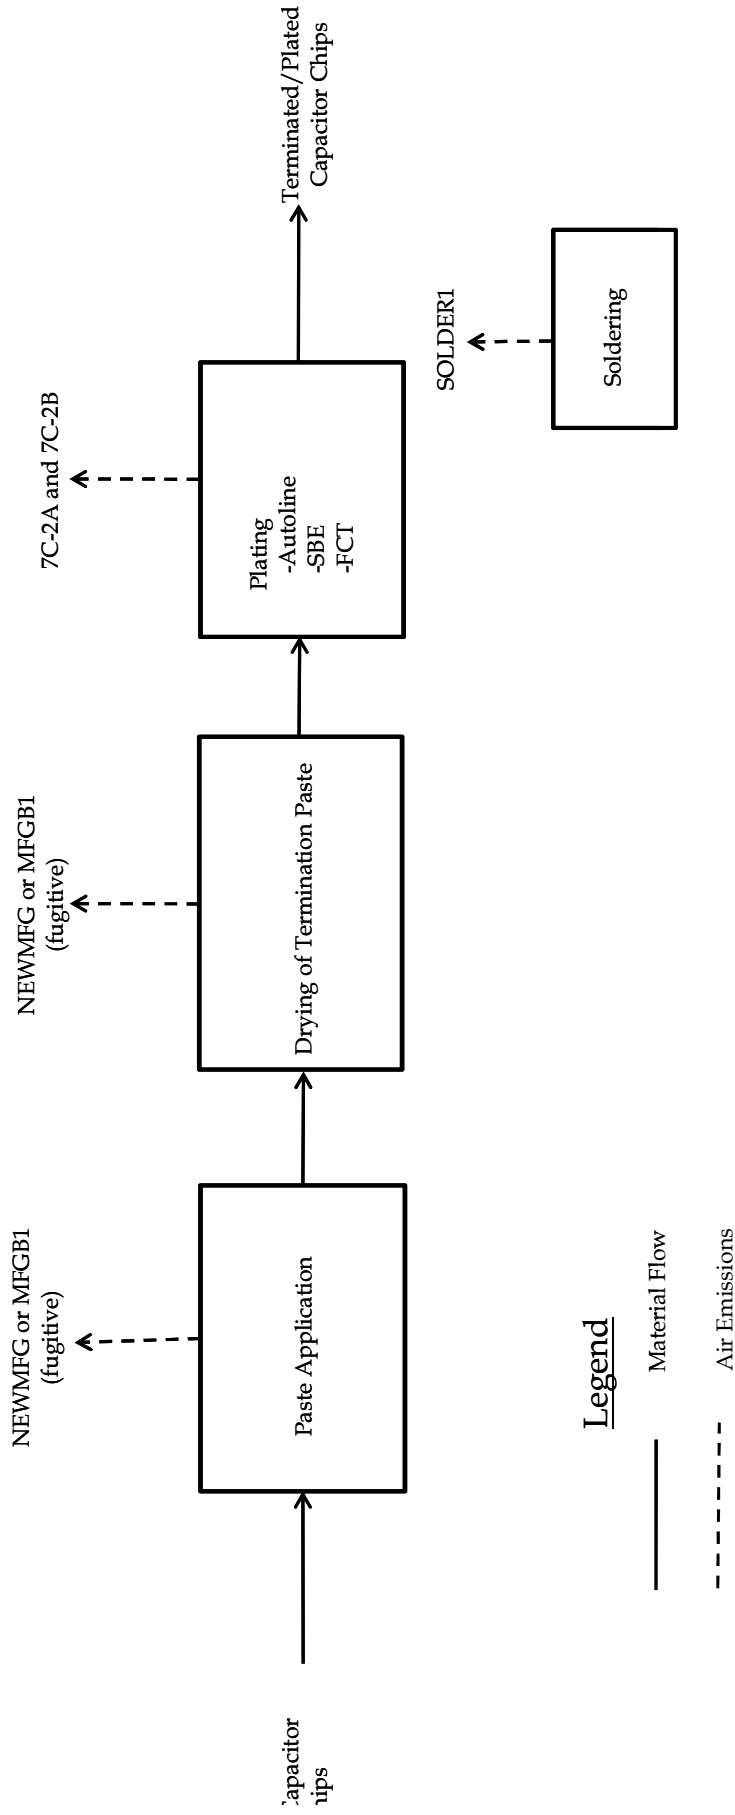 NEWMFG or MFGB1
(fugitive)
NEWMFG or MFGB1
(fugitive)
7C-2A and 7C-2B
Paste Application
Drying of Termination Paste
Plating
-Autoline
-SBE
-FCT
Terminated/Plated
Capacitor Chips
SOLDER1
Soldering
Legend
Material Flow
Air Emissions